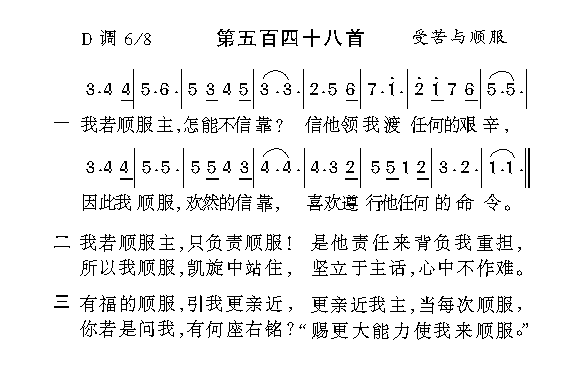 D 调 6/8 第五百四十八首 受苦与顺服
3·4 4|5·6·|5 3 4 5|3·3·|2·5 6|7·1·|2 1 7 6|5·5·|
一 我若顺服主,怎能不信靠? 信他领我渡任何的艰辛,
3·4 4|5·5·|5 5 4 3|4·4·|4·3 2|5 5 1 2|3·2·|1·1·‖
因此我顺服,欢然的信靠, 喜欢遵行他任何的命令。
二 我若顺服主,只负责顺服! 是他责任来背负我重担,
所以我顺服,凯旋中站住, 坚立于主话,心中不作难。
三 有福的顺服,引我更亲近, 更亲近我主,当每次顺服,
你若是问我,有何座右铭?“赐更大能力使我来顺服。”